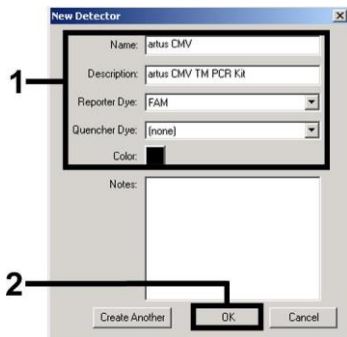 New Detector
Name: artus CMV
1
Description: artus CMV TM PCR Kit
Reporter Dye: FAM
Quencher Dye: (none)
Color:
Notes:
2
Create Another OK Cancel